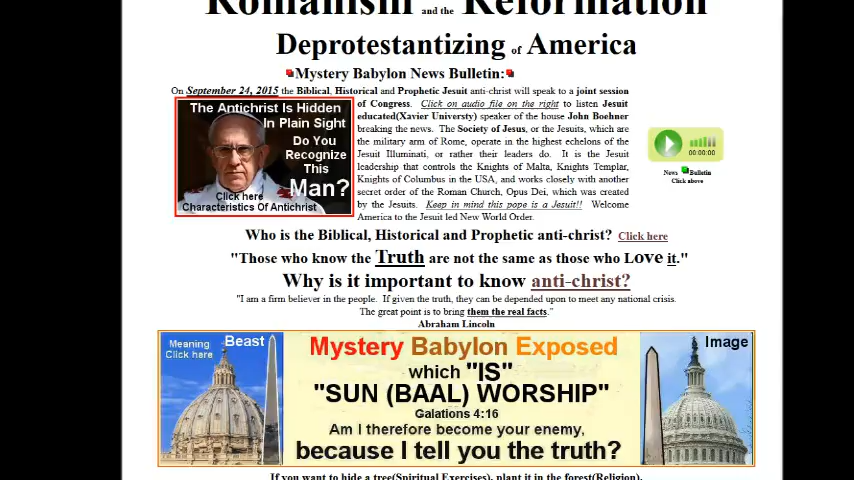 Romanism and the Reformation
Deprotestantizing of America
Mystery Babylon News Bulletin:
On September 24, 2015 the Biblical, Historical and Prophetic Jesuit anti-christ will speak to a joint session
of Congress. Click on audio file on the right to listen Jesuit
educated(Xavier Universty) speaker of the house John Boehner
breaking the news. The Society of Jesus, or the Jesuits, which are
the military arm of Rome, operate in the highest echelons of the
Jesuit Illuminati, or rather their leaders do. It is the Jesuit
leadership that controls the Knights of Malta, Knights Templar,
Knights of Columbus in the USA, and works closely with another
secret order of the Roman Church, Opus Dei, which was created
by the Jesuits. Keep in mind this pope is a Jesuit!! Welcome
America to the Jesuit led New World Order.
The Antichrist Is Hidden
In Plain Sight
Do You
Recognize
This
Man?
Click here
Characteristics Of Antichrist
00:00:00
News Bulletin
Click above
Who is the Biblical, Historical and Prophetic anti-christ? Click here
"Those who know the Truth are not the same as those who Love it."
Why is it important to know anti-christ?
"I am a firm believer in the people. If given the truth, they can be depended upon to meet any national crisis.
The great point is to bring them the real facts."
Abraham Lincoln
Meaning
Click here
Beast
Mystery Babylon Exposed
which "IS"
"SUN (BAAL) WORSHIP"
Galations 4:16
Am I therefore become your enemy,
because I tell you the truth?
Image
If you want to hide a tree(Spiritual Exercises), plant it in the forest(Religion).